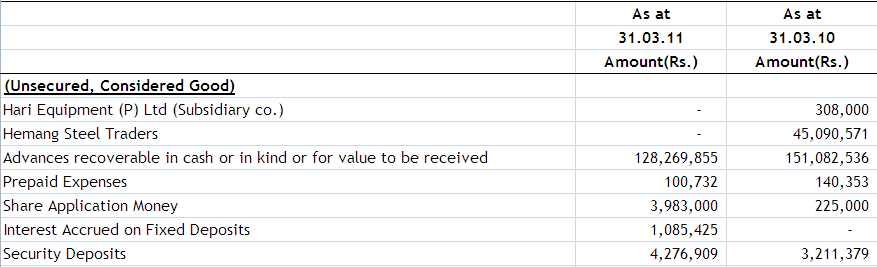 As at As at
31.03.11 31.03.10
Amount(Rs.) Amount(Rs.)
(Unsecured, Considered Good)
Hari Equipment (P) Ltd (Subsidiary co.) - 308,000
Hemang Steel Traders - 45,090,571
Advances recoverable in cash or in kind or for value to be received 128,269,855 151,082,536
Prepaid Expenses 100,732 140,353
Share Application Money 3,983,000 225,000
Interest Accrued on Fixed Deposits 1,085,425 -
Security Deposits 4,276,909 3,211,379